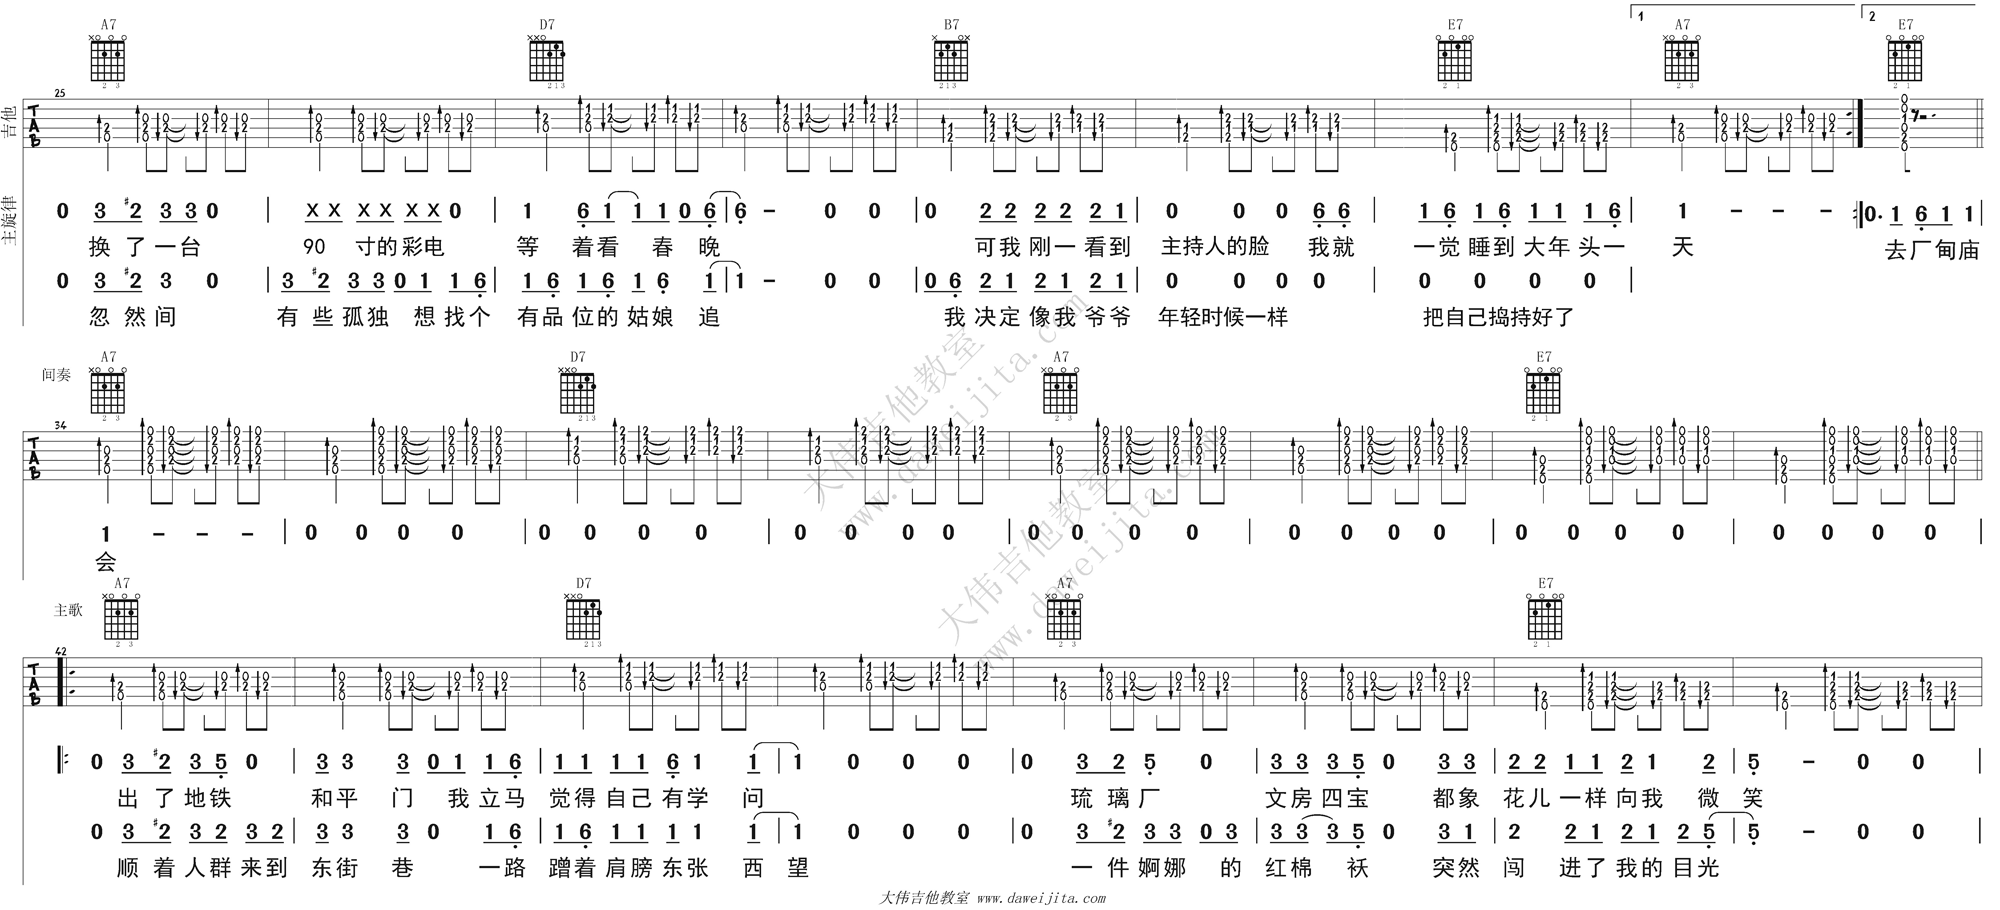 A7 D7 B7 E7 1 A7 2 E7
吉他
25
TAB
主旋律
0 3 #2 3 3 0 | X X X X X X 0 | 1 6 1 1 1 0 6 | 6 - 0 0 | 0 2 2 2 2 2 1 | 0 0 0 6 6 | 1 6 1 6 1 1 1 6 | 1 - - - :| 0. 1 6 1 1
换了一台 90 寸的彩电 等着看春晚 可我刚一看到 主持人的脸 我就一觉睡到大年头一天 去厂甸庙
0 3 #2 3 0 | 3 #2 3 3 0 1 1 6 | 1 6 1 1 1 6 1 | 1 - 0 0 | 0 6 2 1 2 1 2 1 | 0 0 0 0 | 0 0 0 0
忽然间 有些孤独 想找个 有品位的姑娘追 我决定像我爷爷 年轻时候一样 把自己捣持好了
间奏 A7 D7 A7 E7
34
TAB
1 - - - | 0 0 0 0 | 0 0 0 0 | 0 0 0 0 | 0 0 0 0 | 0 0 0 0 | 0 0 0 0 | 0 0 0 0
会
主歌 A7 D7 A7 E7
42
TAB
0 3 #2 3 5 0 | 3 3 3 0 1 1 6 | 1 1 1 1 6 1 1 | 1 0 0 0 | 0 3 2 5 0 | 3 3 3 5 0 3 3 | 2 2 1 1 2 1 2 | 5 - 0 0
出了地铁 和平门 我立马 觉得自己有学问 琉璃厂 文房四宝 都象 花儿一样向我微笑
0 3 #2 3 2 3 2 | 3 3 3 0 1 6 | 1 6 1 1 1 1 1 | 1 0 0 0 | 0 3 #2 3 3 0 3 | 3 3 3 5 0 3 1 | 2 2 1 2 1 2 5 | 5 - 0 0
顺着人群来到 东街巷 一路 蹭着肩膀东张西望 一件婀娜的 红棉袄 突然 闯进了我的目光
大伟吉他教室
www.daweijita.com
大伟吉他教室
www.daweijita.com
大伟吉他教室 www.daweijita.com